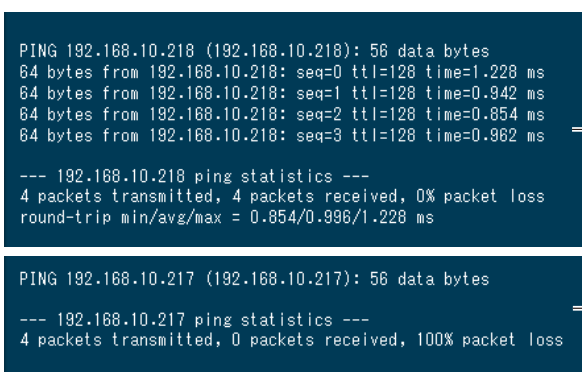 PING 192.168.10.218 (192.168.10.218): 56 data bytes
64 bytes from 192.168.10.218: seq=0 ttl=128 time=1.228 ms
64 bytes from 192.168.10.218: seq=1 ttl=128 time=0.942 ms
64 bytes from 192.168.10.218: seq=2 ttl=128 time=0.854 ms
64 bytes from 192.168.10.218: seq=3 ttl=128 time=0.962 ms
--- 192.168.10.218 ping statistics ---
4 packets transmitted, 4 packets received, 0% packet loss
round-trip min/avg/max = 0.854/0.996/1.228 ms
PING 192.168.10.217 (192.168.10.217): 56 data bytes
--- 192.168.10.217 ping statistics ---
4 packets transmitted, 0 packets received, 100% packet loss